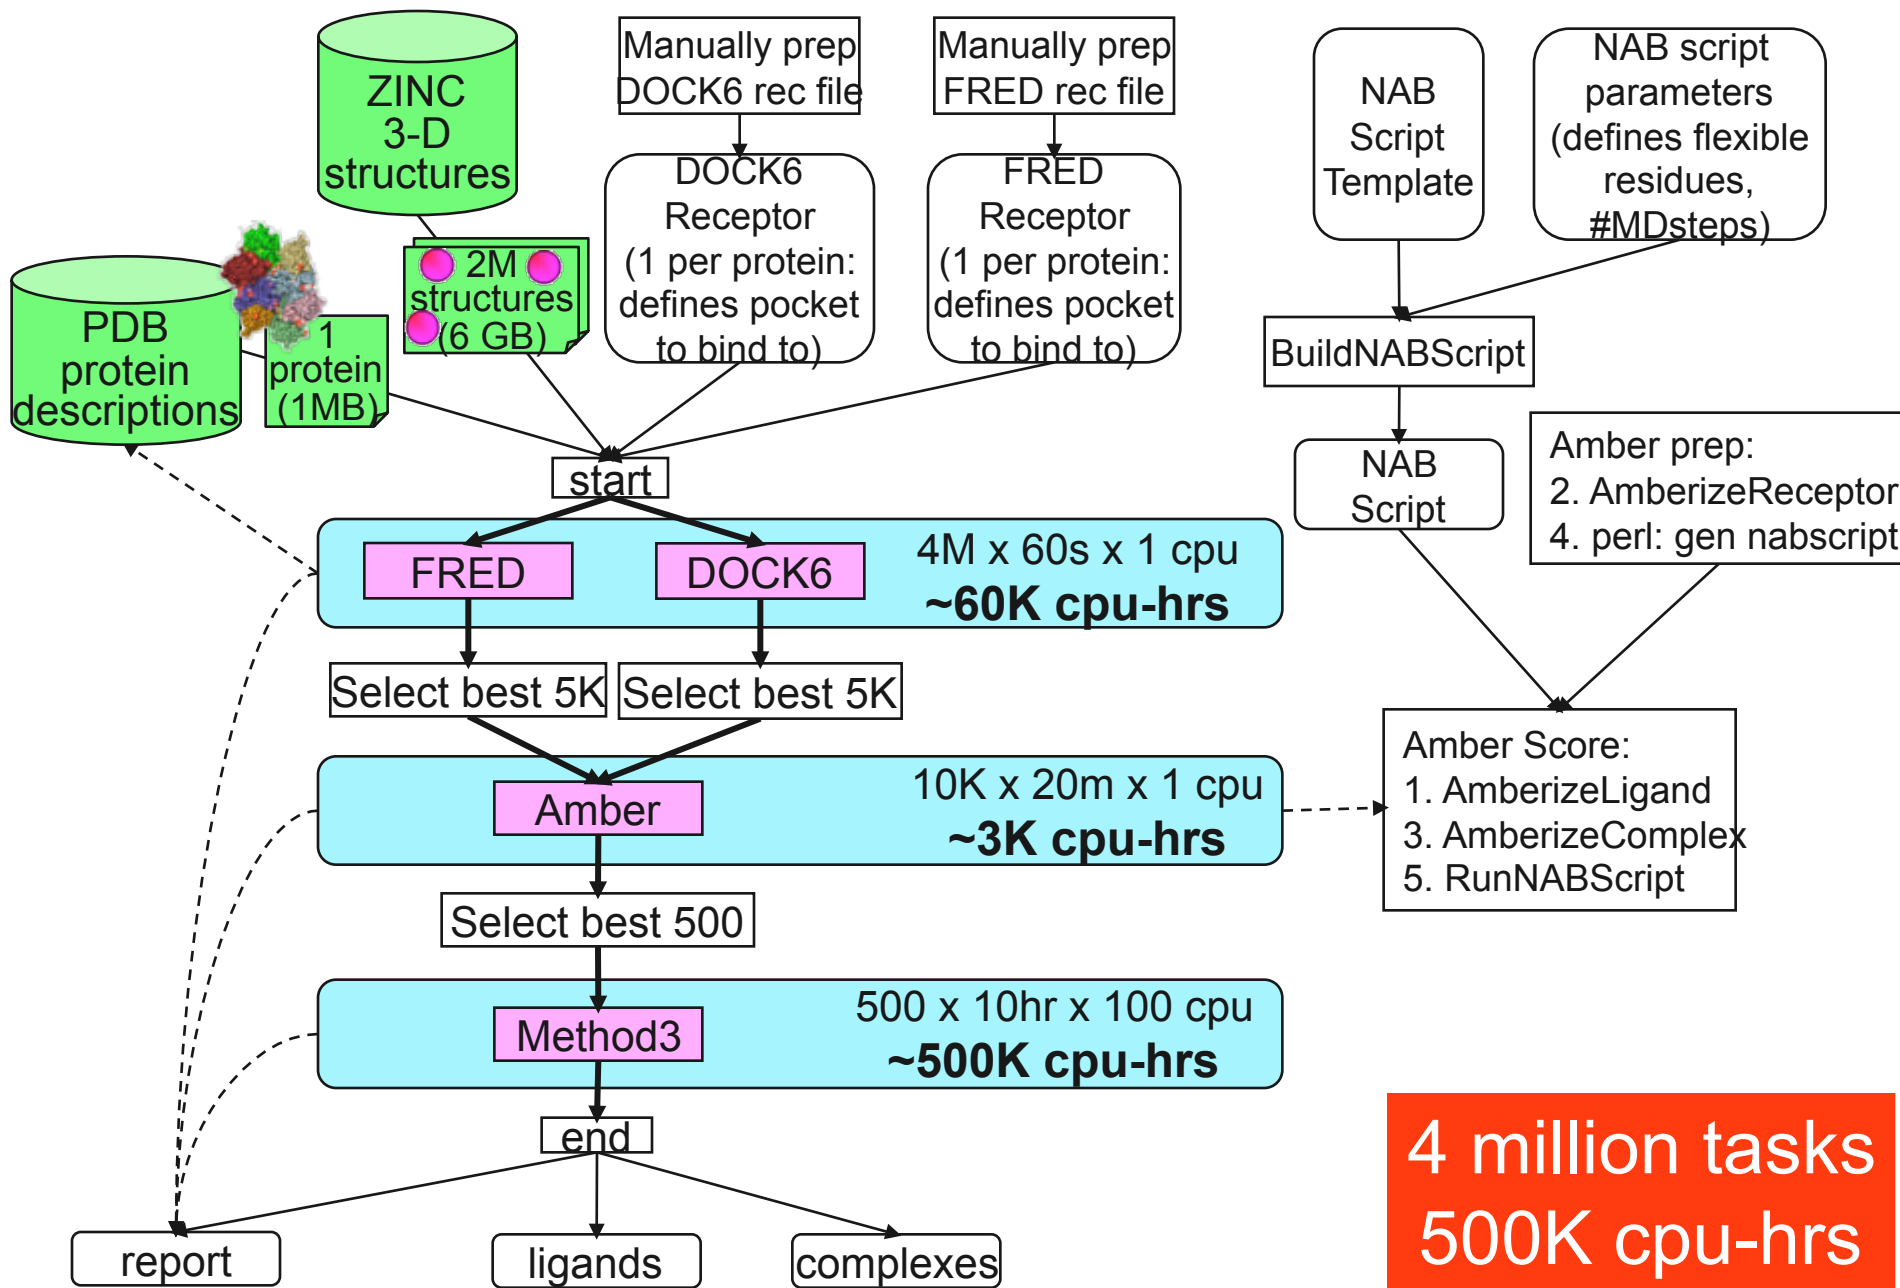 ZINC
3-D
structures
Manually prep
DOCK6 rec file
Manually prep
FRED rec file
NAB
Script
Template
NAB script
parameters
(defines flexible
residues,
#MDsteps)
DOCK6
Receptor
(1 per protein:
defines pocket
to bind to)
FRED
Receptor
(1 per protein:
defines pocket
to bind to)
2M
structures
(6 GB)
PDB
protein
descriptions
1
protein
(1MB)
BuildNABScript
NAB
Script
Amber prep:
2. AmberizeReceptor
4. perl: gen nabscript
start
FRED
DOCK6
4M x 60s x 1 cpu
~60K cpu-hrs
Select best 5K
Select best 5K
Amber
10K x 20m x 1 cpu
~3K cpu-hrs
Amber Score:
1. AmberizeLigand
3. AmberizeComplex
5. RunNABScript
Select best 500
Method3
500 x 10hr x 100 cpu
~500K cpu-hrs
end
report
ligands
complexes
4 million tasks
500K cpu-hrs